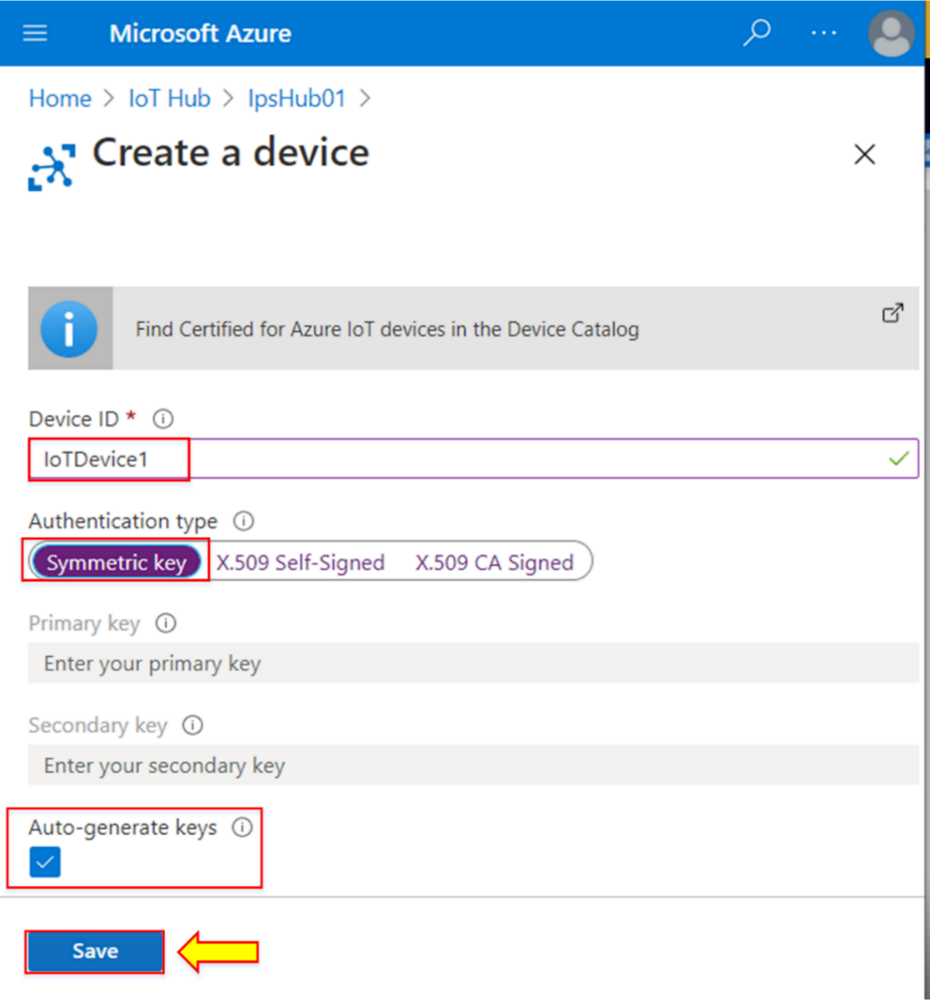 Microsoft Azure
Home > IoT Hub > IpsHub01 >
Create a device
Find Certified for Azure IoT devices in the Device Catalog
Device ID *
IoTDevice1
Authentication type
Symmetric key X.509 Self-Signed X.509 CA Signed
Primary key
Enter your primary key
Secondary key
Enter your secondary key
Auto-generate keys
Save